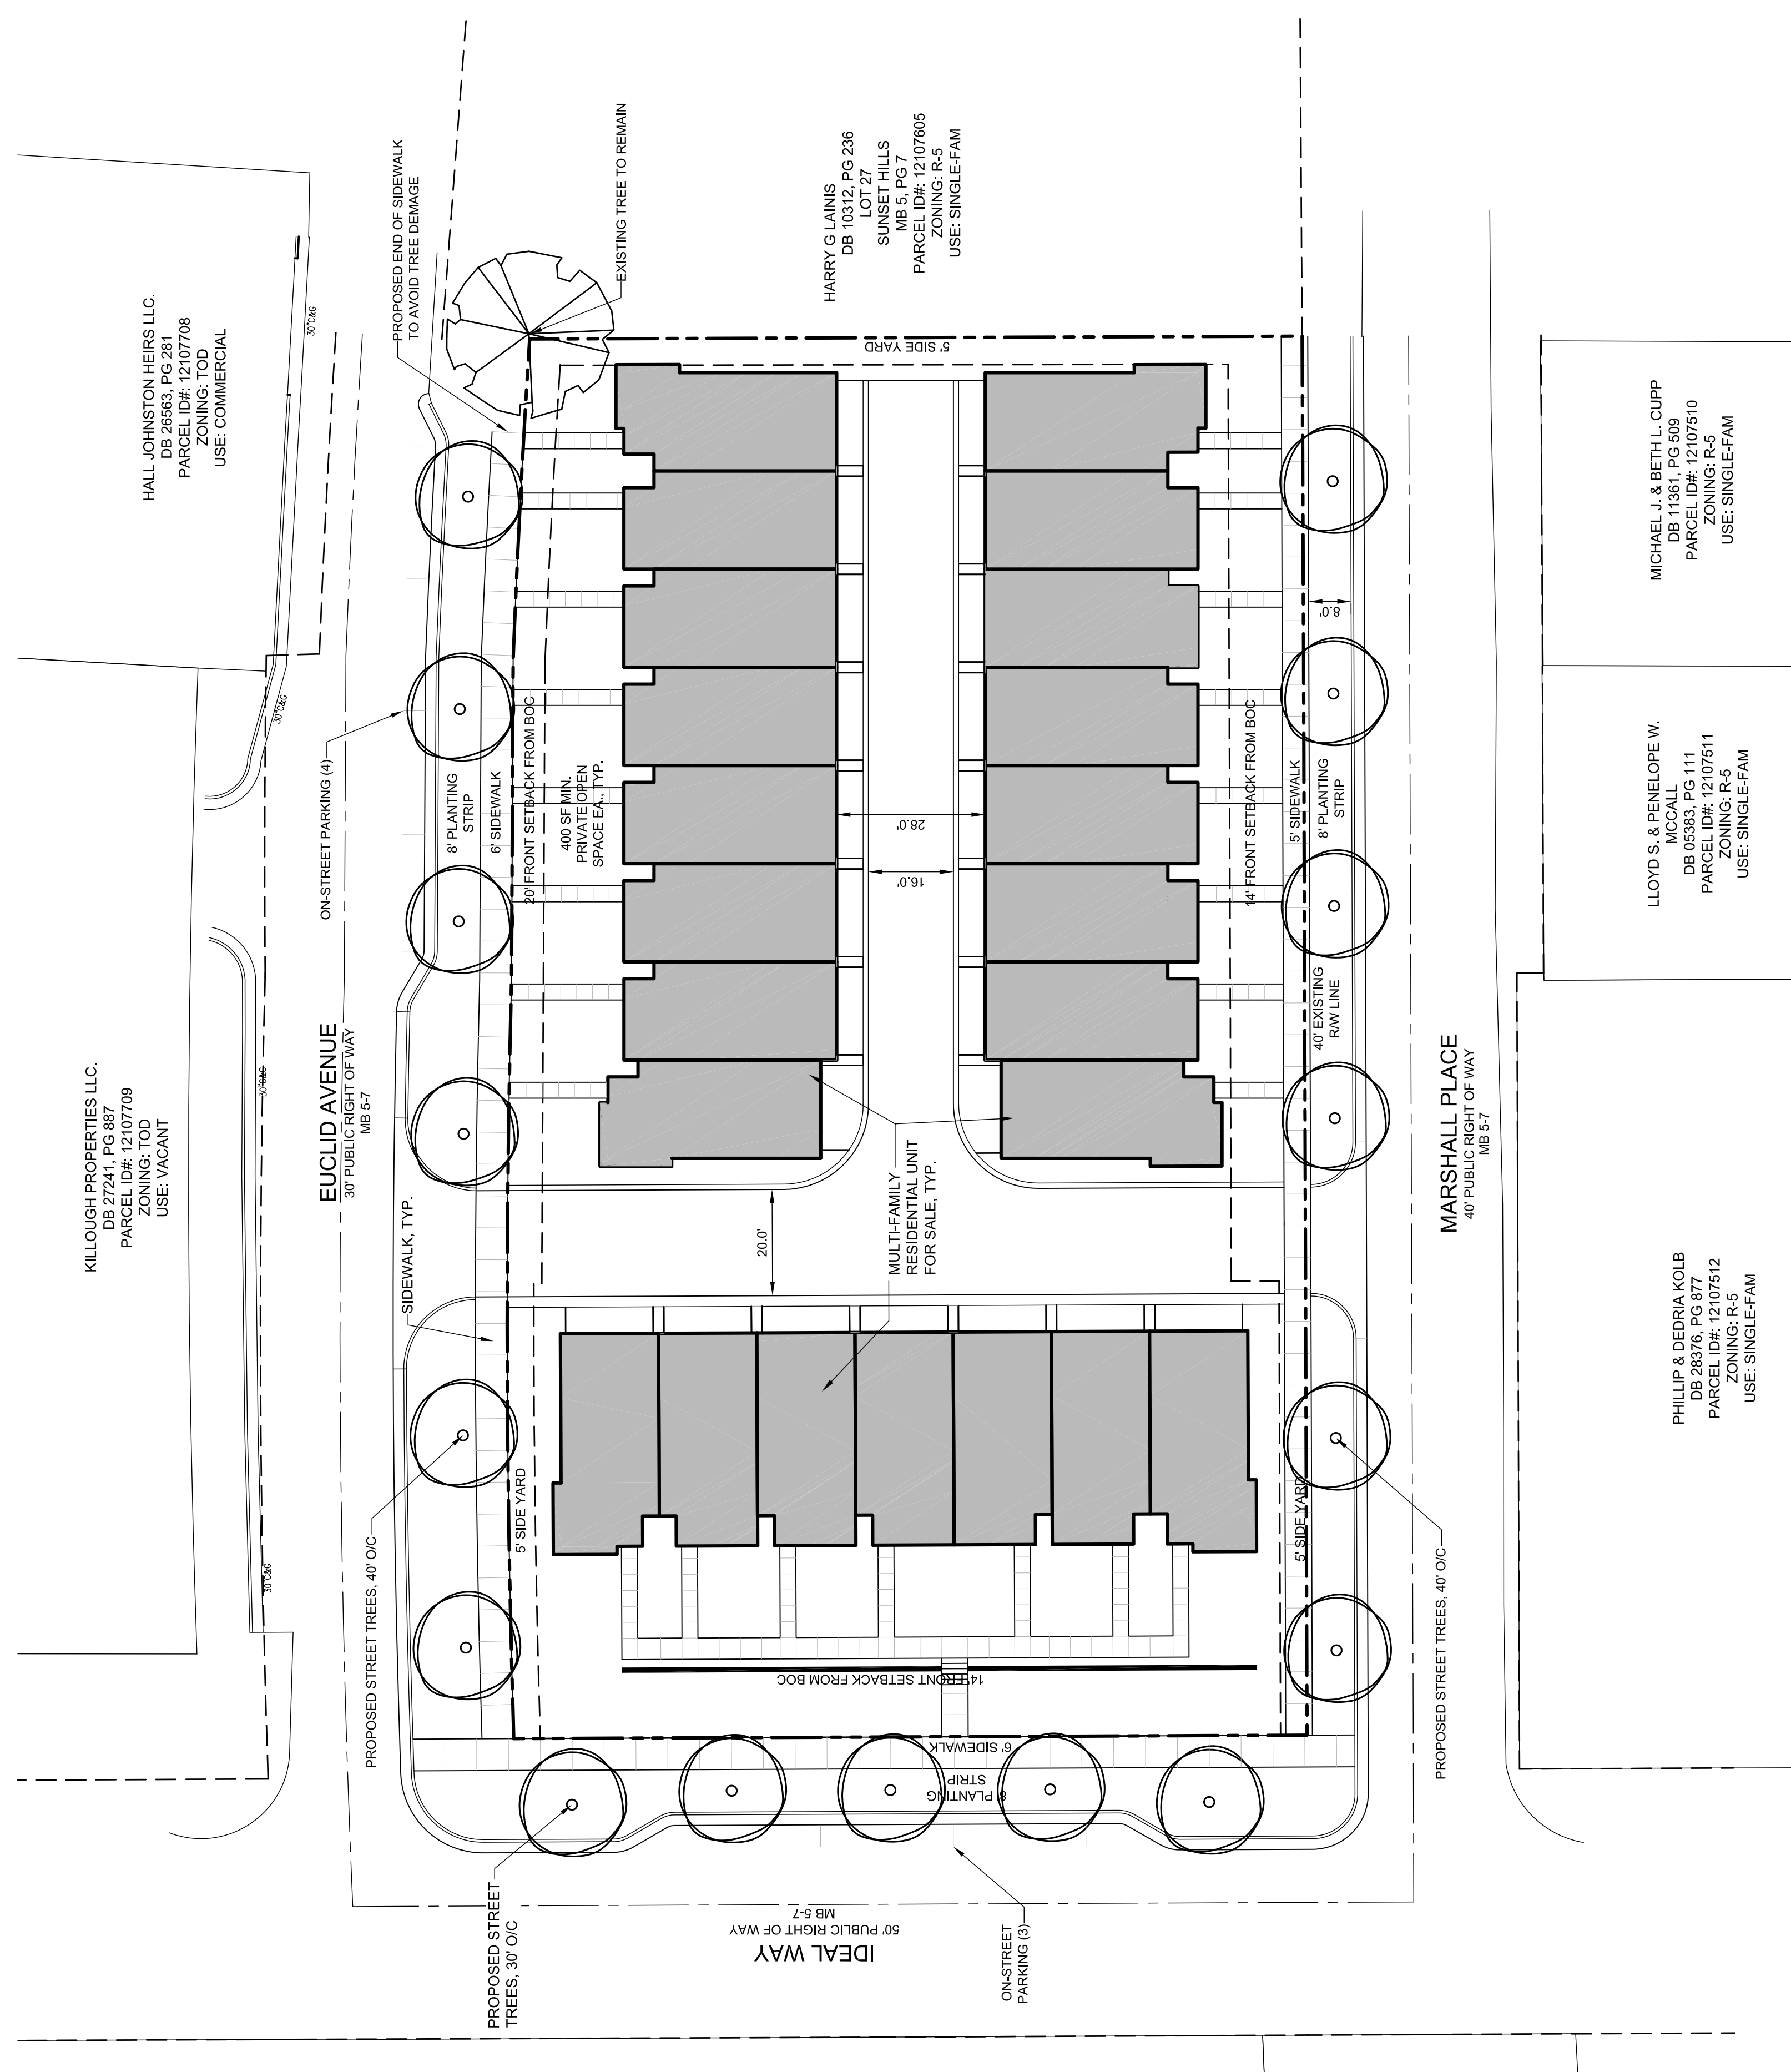 HALL JOHNSTON HEIRS LLC.
DB 26563, PG 281
PARCEL ID#: 12107708
ZONING: TOD
USE: COMMERCIAL
30"C&G
PROPOSED END OF SIDEWALK
TO AVOID TREE DEMAGE
EXISTING TREE TO REMAIN
HARRY G LAINIS
DB 10312, PG 236
LOT 27
SUNSET HILLS
MB 5, PG 7
PARCEL ID#: 12107605
ZONING: R-5
USE: SINGLE-FAM
5' SIDE YARD
MICHAEL J. & BETH L. CUPP
DB 11361, PG 509
PARCEL ID#: 12107510
ZONING: R-5
USE: SINGLE-FAM
8.0'
30"C&G
ON-STREET PARKING (4)
8' PLANTING
STRIP
6' SIDEWALK
20' FRONT SETBACK FROM BOC
400 SF MIN.
PRIVATE OPEN
SPACE EA., TYP.
28.0'
16.0'
14' FRONT SETBACK FROM BOC
5' SIDEWALK
8' PLANTING
STRIP
LLOYD S. & PENELOPE W.
MCCALL
DB 05383, PG 111
PARCEL ID#: 12107511
ZONING: R-5
USE: SINGLE-FAM
40' EXISTING
R/W LINE
KILLOUGH PROPERTIES LLC.
DB 27241, PG 887
PARCEL ID#: 12107709
ZONING: TOD
USE: VACANT
30"C&G
EUCLID AVENUE
30' PUBLIC RIGHT OF WAY
MB 5-7
SIDEWALK, TYP.
20.0'
MULTI-FAMILY
RESIDENTIAL UNIT
FOR SALE, TYP.
MARSHALL PLACE
40' PUBLIC RIGHT OF WAY
MB 5-7
PHILLIP & DEDRIA KOLB
DB 28376, PG 877
PARCEL ID#: 12107512
ZONING: R-5
USE: SINGLE-FAM
30"C&G
PROPOSED STREET TREES, 40' O/C
5' SIDE YARD
5' SIDE YARD
PROPOSED STREET TREES, 40' O/C
14' FRONT SETBACK FROM BOC
6' SIDEWALK
8' PLANTING
STRIP
PROPOSED STREET
TREES, 30' O/C
IDEAL WAY
50' PUBLIC RIGHT OF WAY
MB 5-7
ON-STREET
PARKING (3)